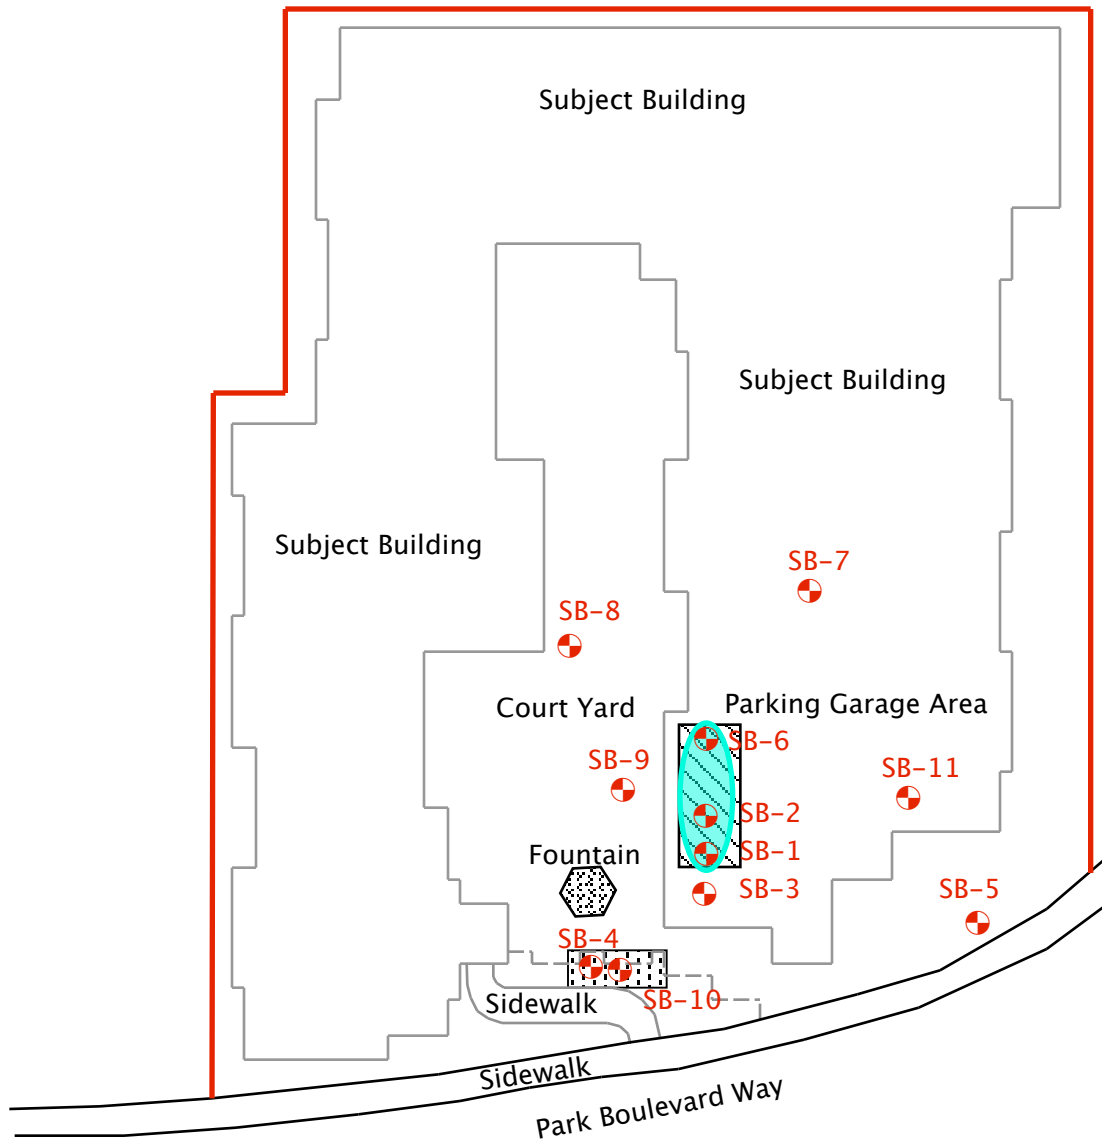 Subject Building
Subject Building
Subject Building
SB-7
SB-8
Court Yard
Parking Garage Area
SB-6
SB-9
SB-11
SB-2
SB-1
Fountain
SB-3
SB-5
SB-4
SB-10
Sidewalk
Sidewalk
Park Boulevard Way